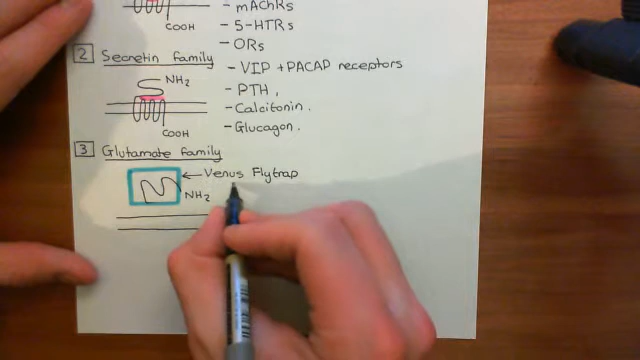 - mAChRs
COOH
- 5-HTRs
- ORs
2 Secretin family
NH2
- VIP + PACAP receptors
- PTH,
- Calcitonin.
COOH
- Glucagon.
3 Glutamate family
← Venus Flytrap
NH2